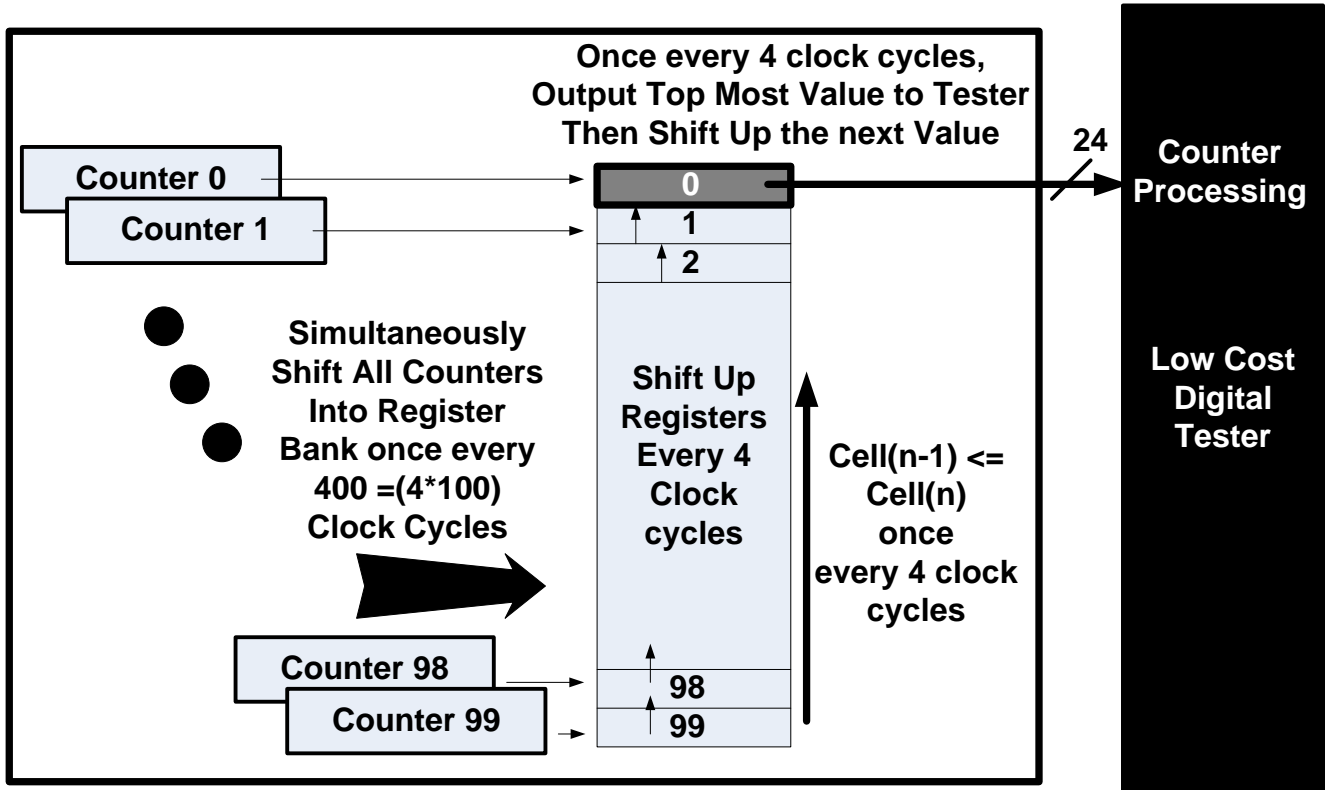 Once every 4 clock cycles,
Output Top Most Value to Tester
Then Shift Up the next Value
24
Counter
Processing
Counter 0
0
Counter 1
1
2
Simultaneously
Shift All Counters
Into Register
Bank once every
400 =(4*100)
Clock Cycles
Shift Up
Registers
Every 4
Clock
cycles
Cell(n-1) <=
Cell(n)
once
every 4 clock
cycles
Low Cost
Digital
Tester
Counter 98
98
Counter 99
99